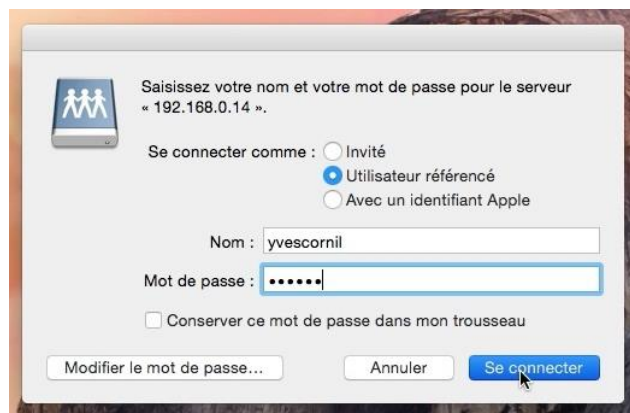 Saisissez votre nom et votre mot de passe pour le serveur
« 192.168.0.14 ».
Se connecter comme : Invité
Utilisateur référencé
Avec un identifiant Apple
Nom : yvescornil
Mot de passe : ••••••
Conserver ce mot de passe dans mon trousseau
Modifier le mot de passe... Annuler Se connecter